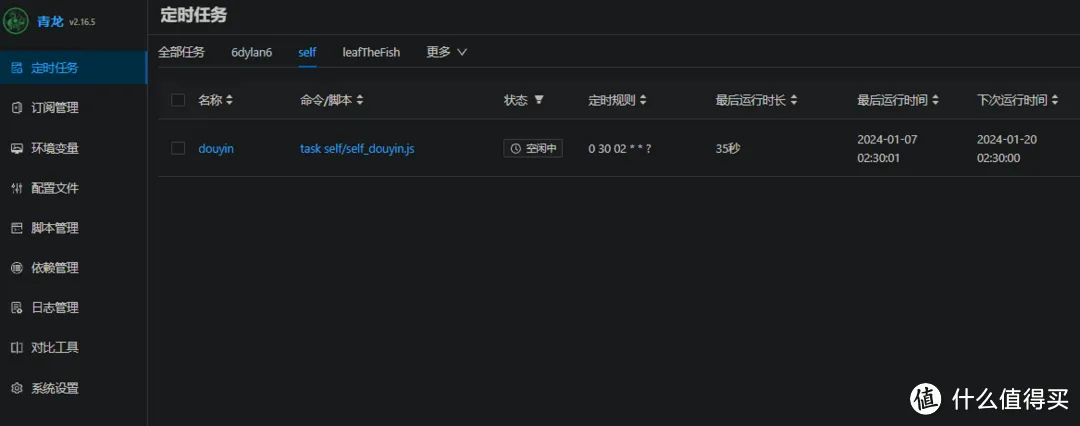 青龙 v2.16.5
定时任务
订阅管理
环境变量
配置文件
脚本管理
依赖管理
日志管理
对比工具
系统设置
定时任务
全部任务 6dylan6 self leafTheFish 更多
名称 命令/脚本 状态 定时规则 最后运行时长 最后运行时间 下次运行时间
douyin task self/self_douyin.js 空闲中 0 30 02 * * ? 35秒 2024-01-07 2024-01-20
02:30:01 02:30:00
值 什么值得买